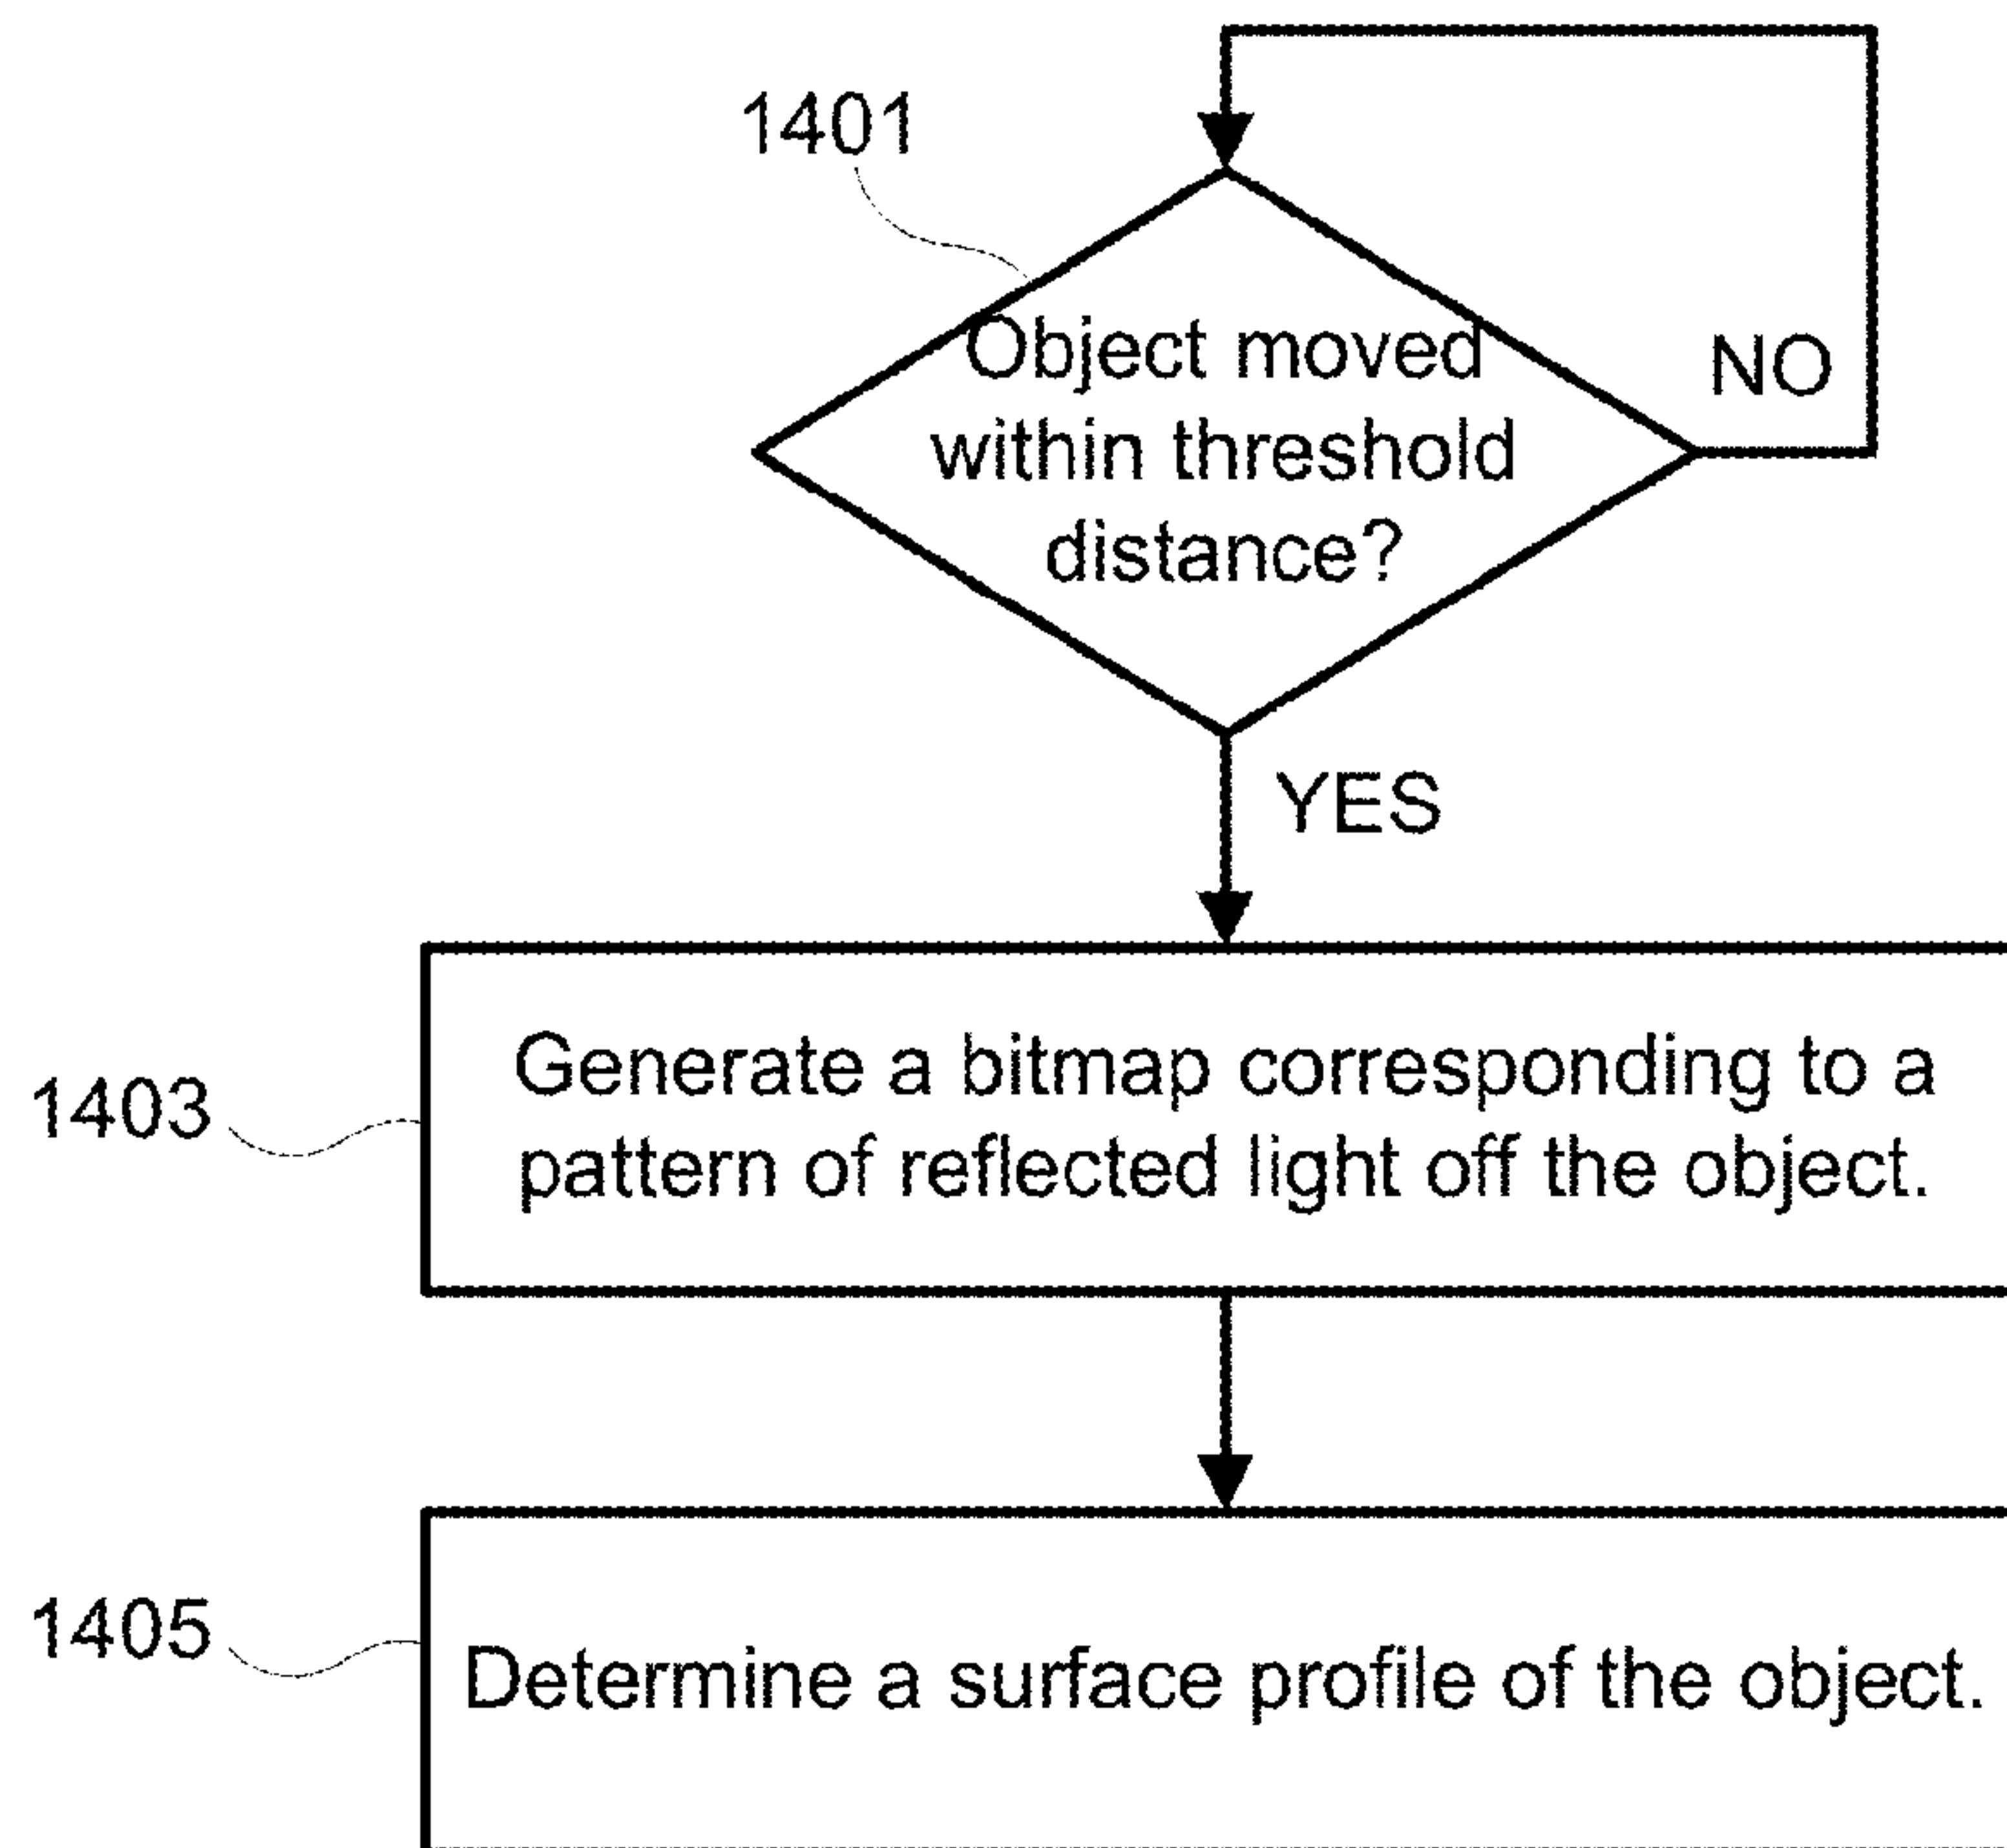 1401
Object moved
within threshold
distance?
NO
YES
1403
Generate a bitmap corresponding to a
pattern of reflected light off the object.
1405
Determine a surface profile of the object.